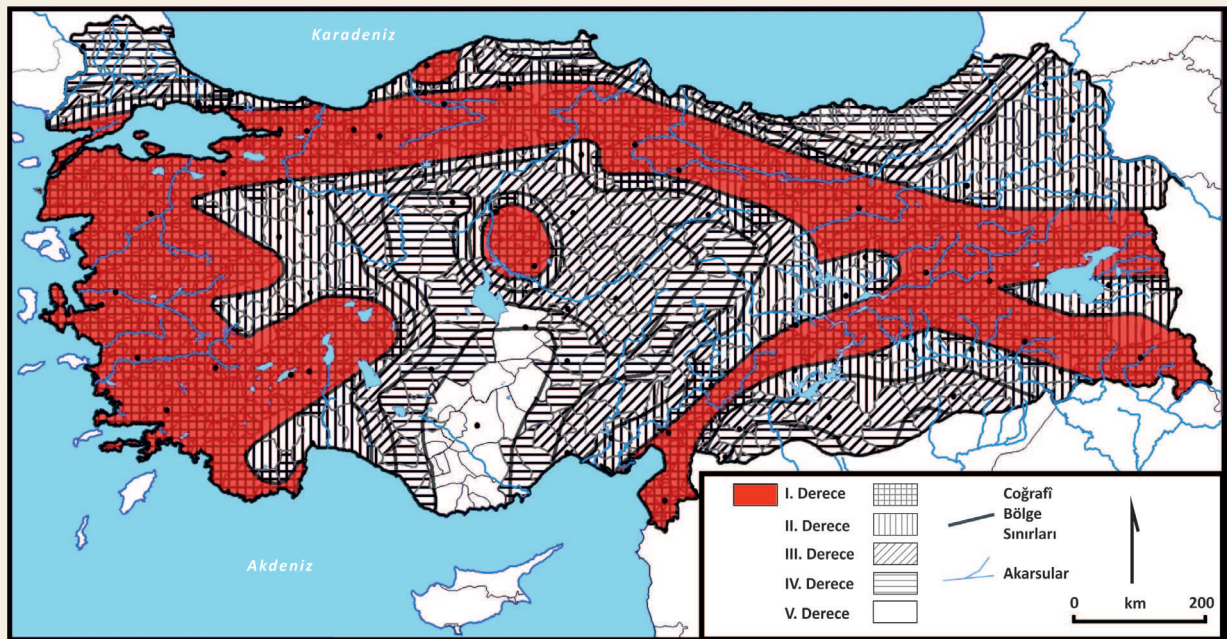 Karadeniz
Akdeniz
I. Derece
II. Derece
III. Derece
IV. Derece
V. Derece
Coğrafî
Bölge
Sınırları
Akarsular
0 km 200